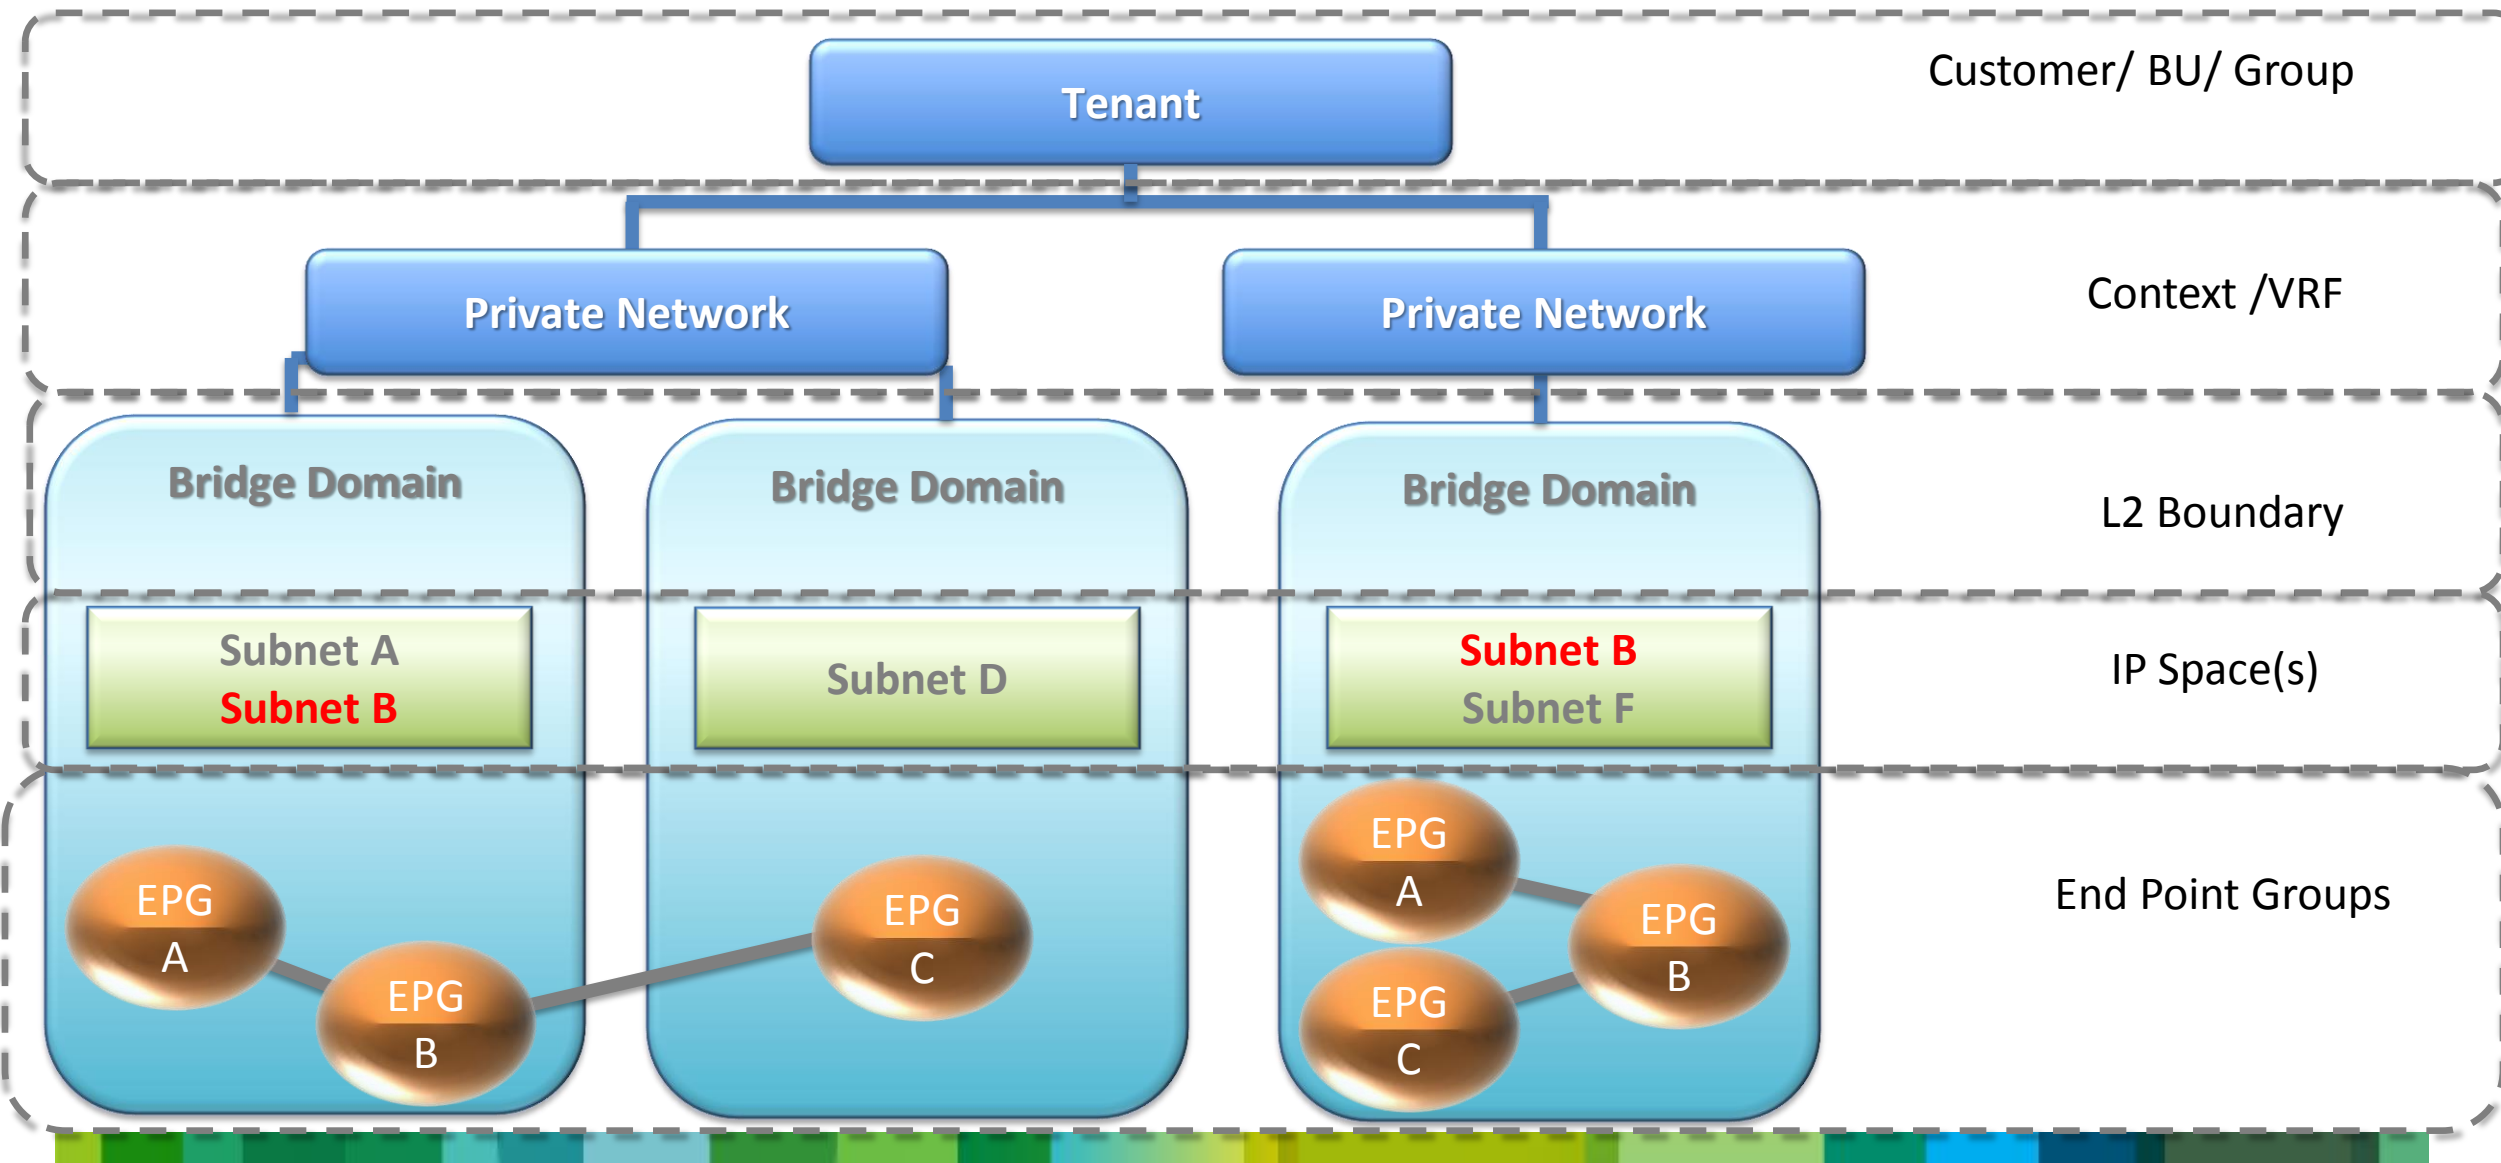 Customer/ BU/ Group
Tenant
Context /VRF
Private Network
Private Network
L2 Boundary
Bridge Domain
Bridge Domain
Bridge Domain
IP Space(s)
Subnet A
Subnet B
Subnet D
Subnet B
Subnet F
End Point Groups
EPG
A
EPG
B
EPG
C
EPG
A
EPG
B
EPG
C